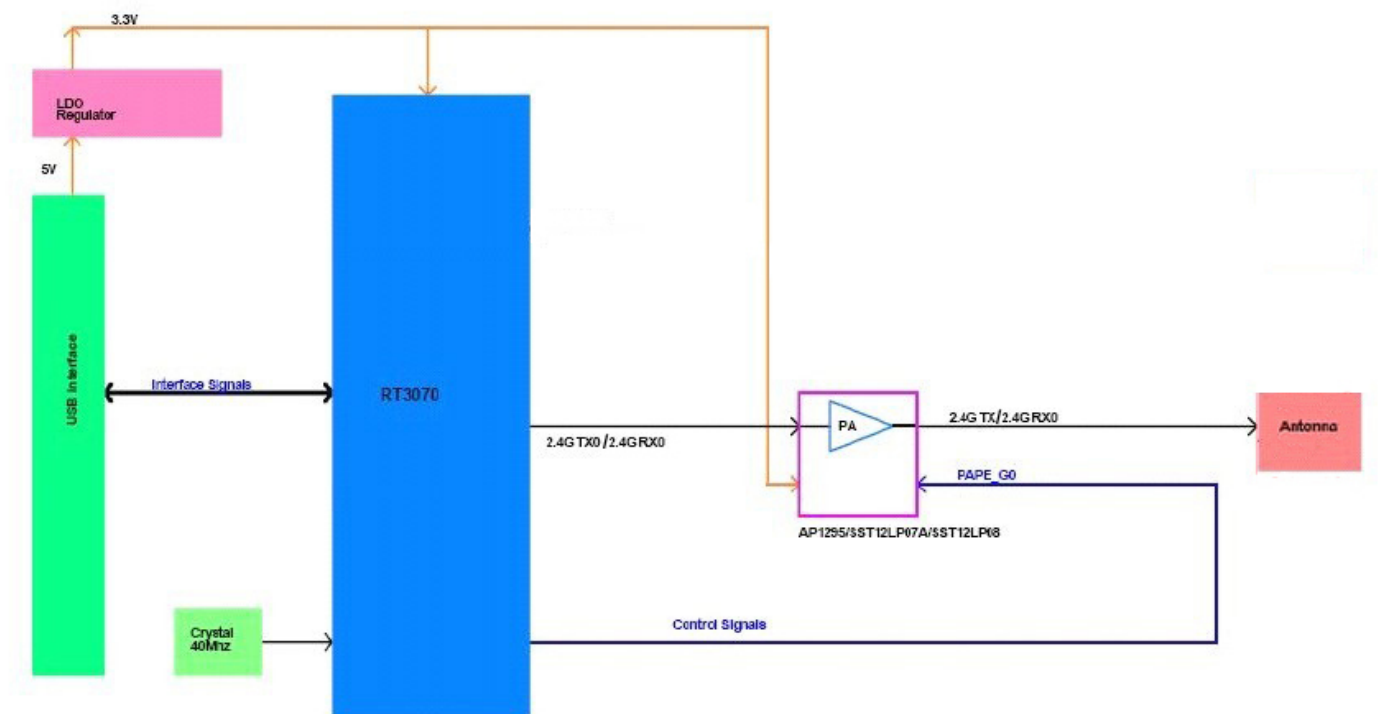 3.3V
LDO
Regulator
5V
USB Interface
Interface Signals
RT3070
2.4GTX0/2.4GRX0
PA
2.4GTX/2.4GRX0
Antenna
PAPE_G0
AP1295/SST12LP07A/SST12LP08
Crystal
40Mhz
Control Signals